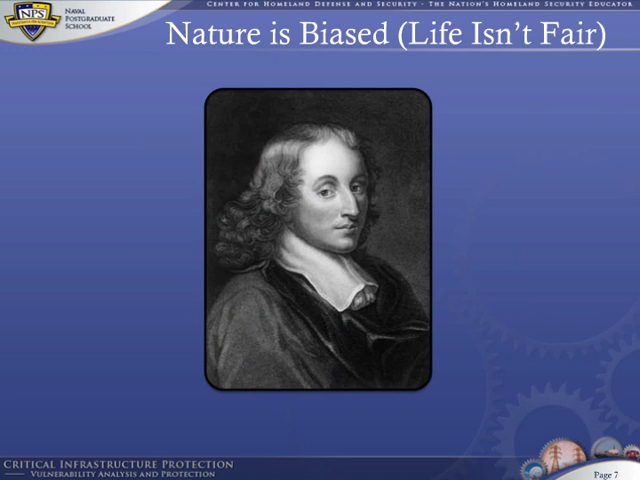 Center for Homeland Defense and Security · The Nation's Homeland Security Educator
NPS
Naval
Postgraduate
School
Nature is Biased (Life Isn't Fair)
Critical Infrastructure Protection
Vulnerability Analysis and Protection
Page 7